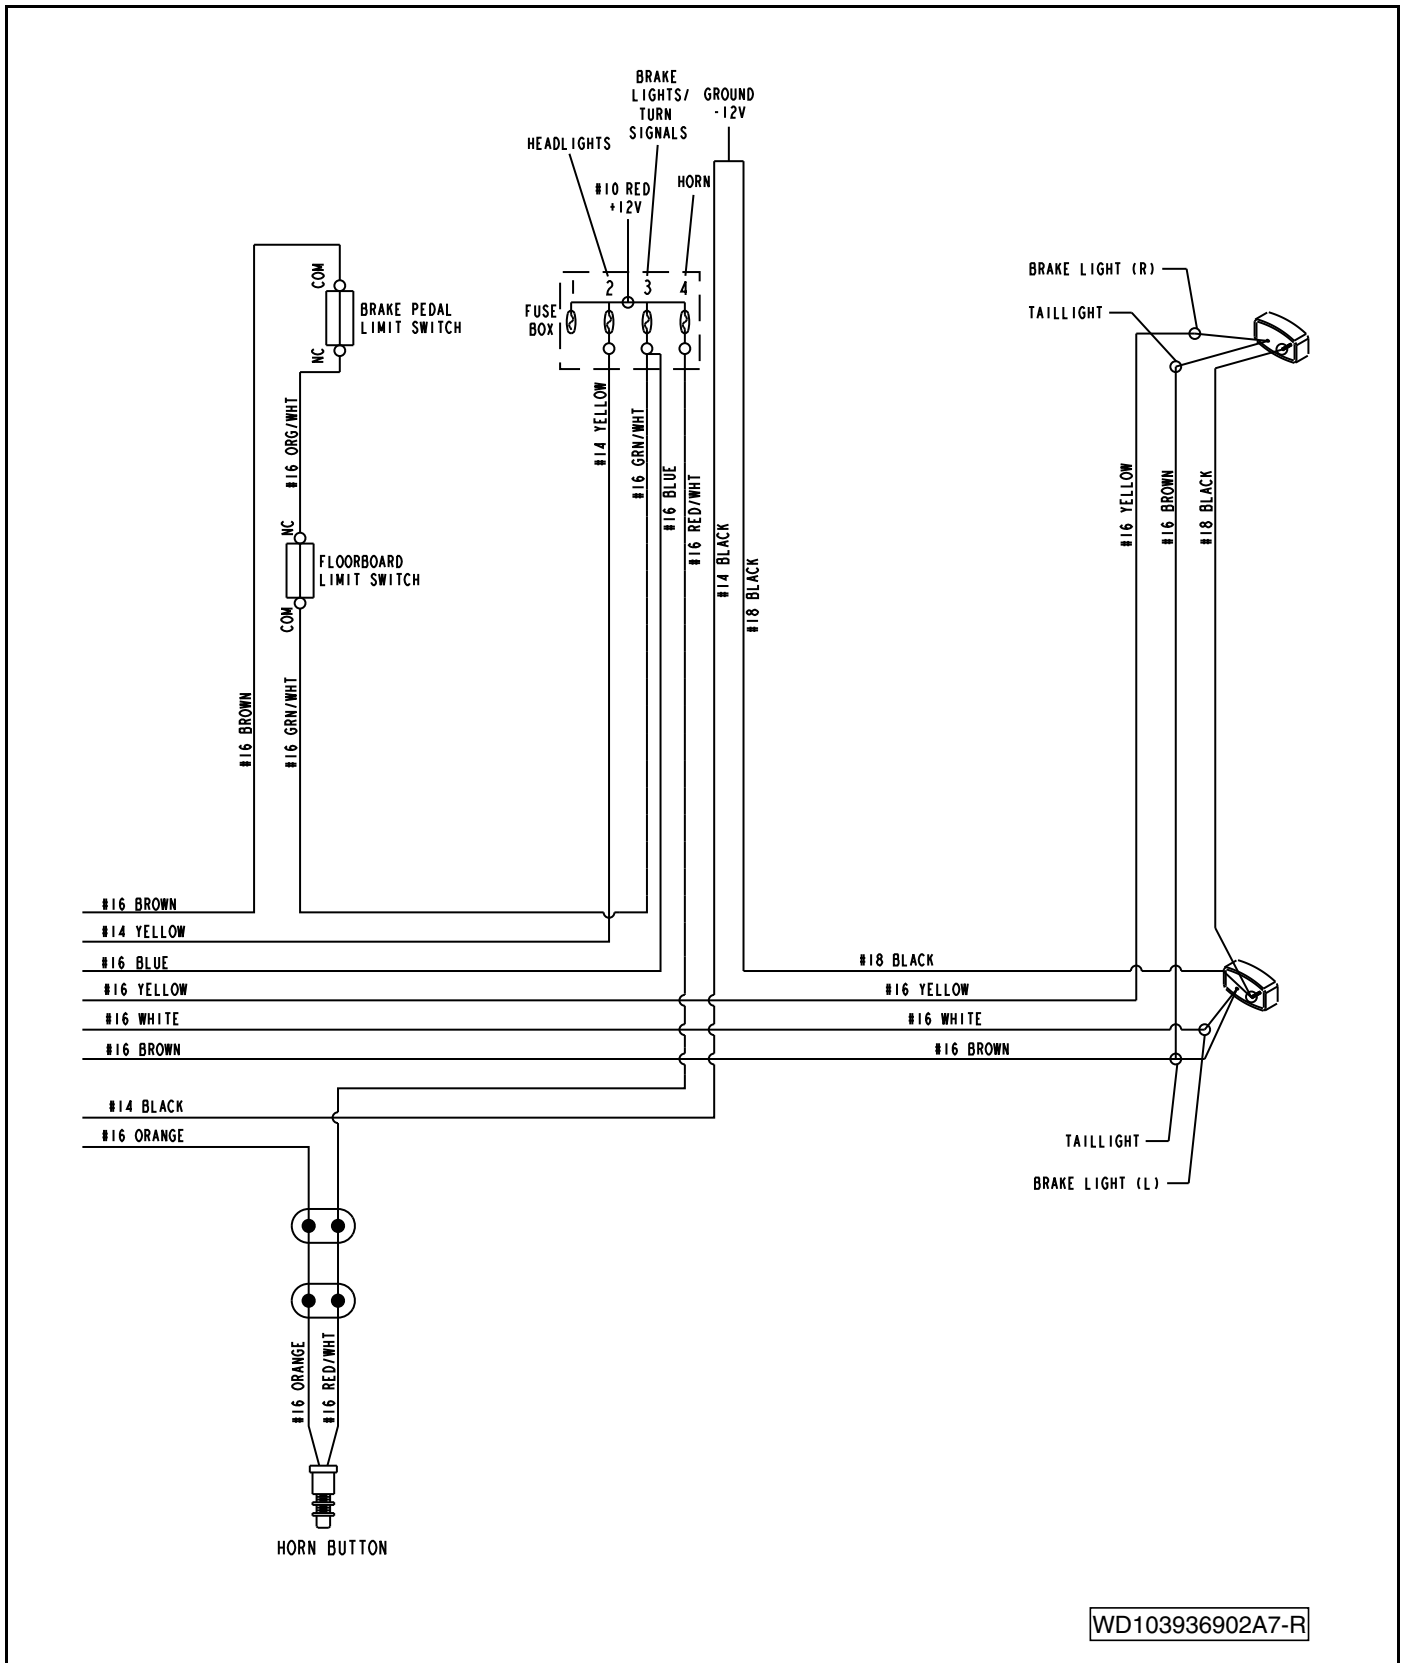 BRAKE
LIGHTS/
TURN
SIGNALS
GROUND
-12V
HEADLIGHTS
#10 RED
+12V
HORN
1 2 3 4
FUSE
BOX
COM
BRAKE PEDAL
LIMIT SWITCH
NC
#16 ORG/WHT
NC
FLOORBOARD
LIMIT SWITCH
COM
#16 BROWN
#16 GRN/WHT
#14 YELLOW
#16 GRN/WHT
#16 BLUE
#16 RED/WHT
#14 BLACK
#18 BLACK
BRAKE LIGHT (R)
TAILLIGHT
#16 YELLOW
#16 BROWN
#18 BLACK
#16 BROWN
#14 YELLOW
#16 BLUE
#18 BLACK
#16 YELLOW
#16 YELLOW
#16 WHITE
#16 WHITE
#16 BROWN
#16 BROWN
#14 BLACK
#16 ORANGE
TAILLIGHT
BRAKE LIGHT (L)
#16 ORANGE
#16 RED/WHT
HORN BUTTON
WD103936902A7-R